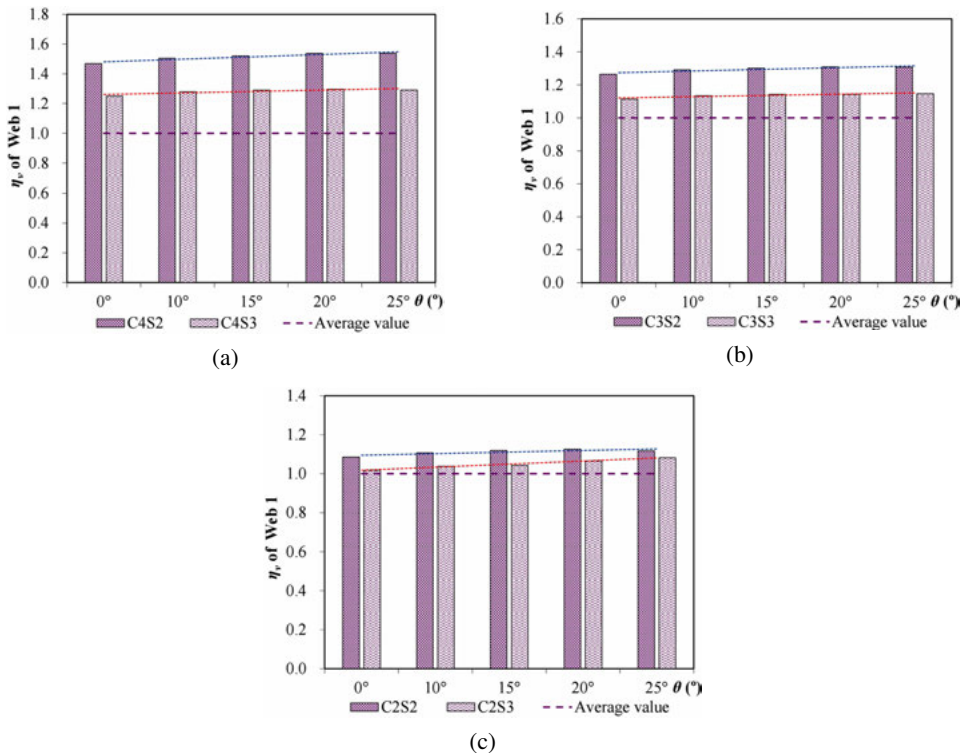 1.8
1.6
1.4
1.2
1.0
0.8
0.6
0.4
0.2
0.0
ηv of Web 1
0° 10° 15° 20° 25° θ (°)
C4S2 C4S3 Average value
(a)
1.6
1.4
1.2
1.0
0.8
0.6
0.4
0.2
0.0
ηv of Web 1
0° 10° 15° 20° 25° θ (°)
C3S2 C3S3 Average value
(b)
1.4
1.2
1.0
0.8
0.6
0.4
0.2
0.0
ηv of Web 1
0° 10° 15° 20° 25° θ (°)
C2S2 C2S3 Average value
(c)